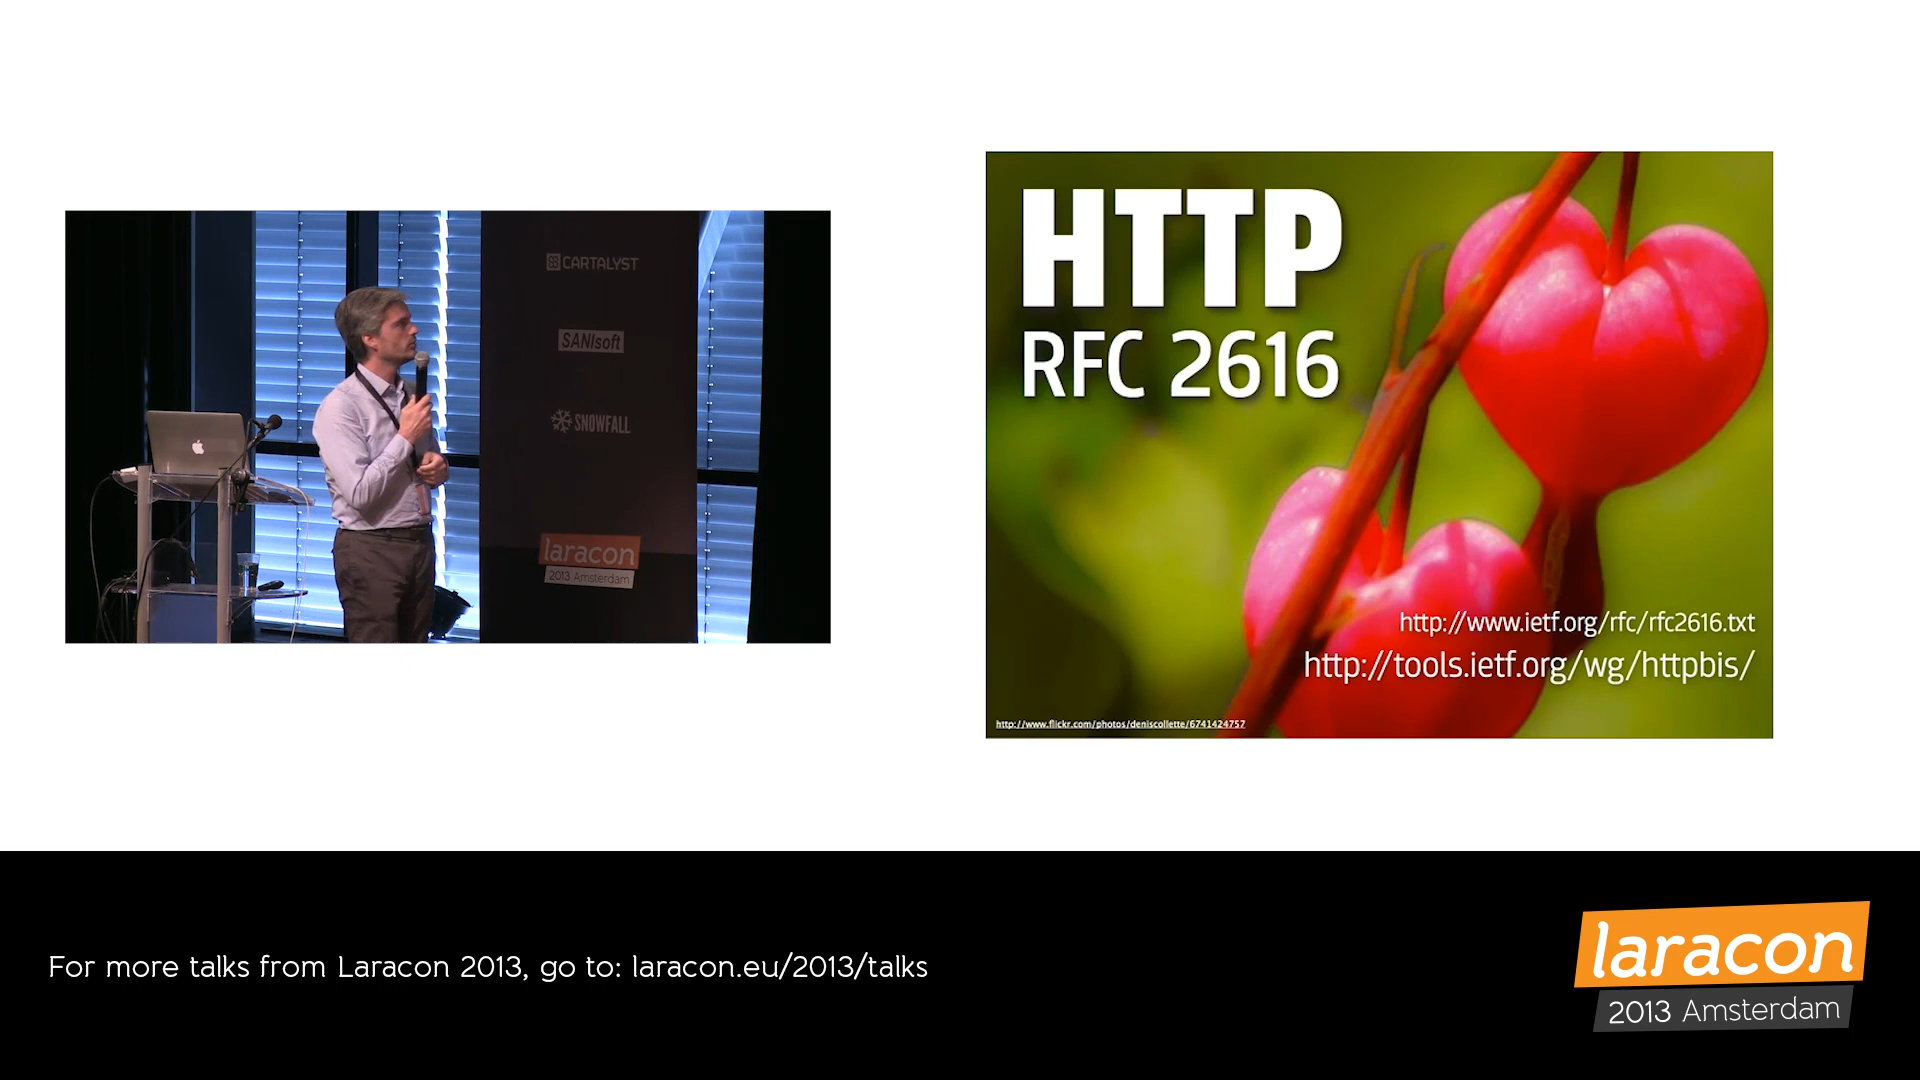 CARTALYST
SANIsoft
SNOWFALL
laracon
2013 Amsterdam
HTTP
RFC 2616
http://www.ietf.org/rfc/rfc2616.txt
http://tools.ietf.org/wg/httpbis/
http://www.flickr.com/photos/deniscollette/6741424757
For more talks from Laracon 2013, go to: laracon.eu/2013/talks
laracon
2013 Amsterdam